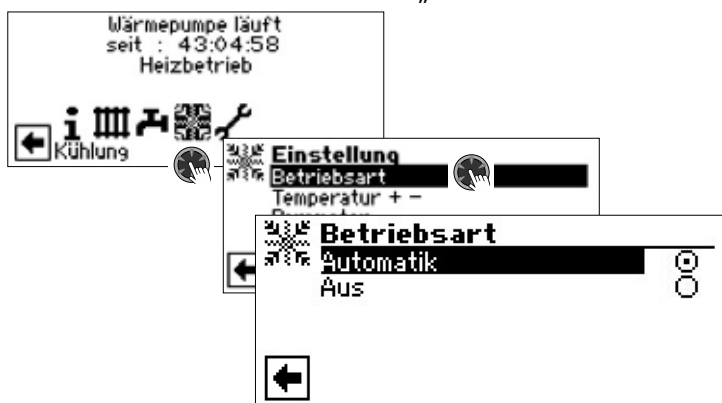 „
Wärmepumpe läuft
seit : 43:04:58
Heizbetrieb
Kühlung
Einstellung
Betriebsart
Temperatur + -
Betriebsart
Automatik
Aus